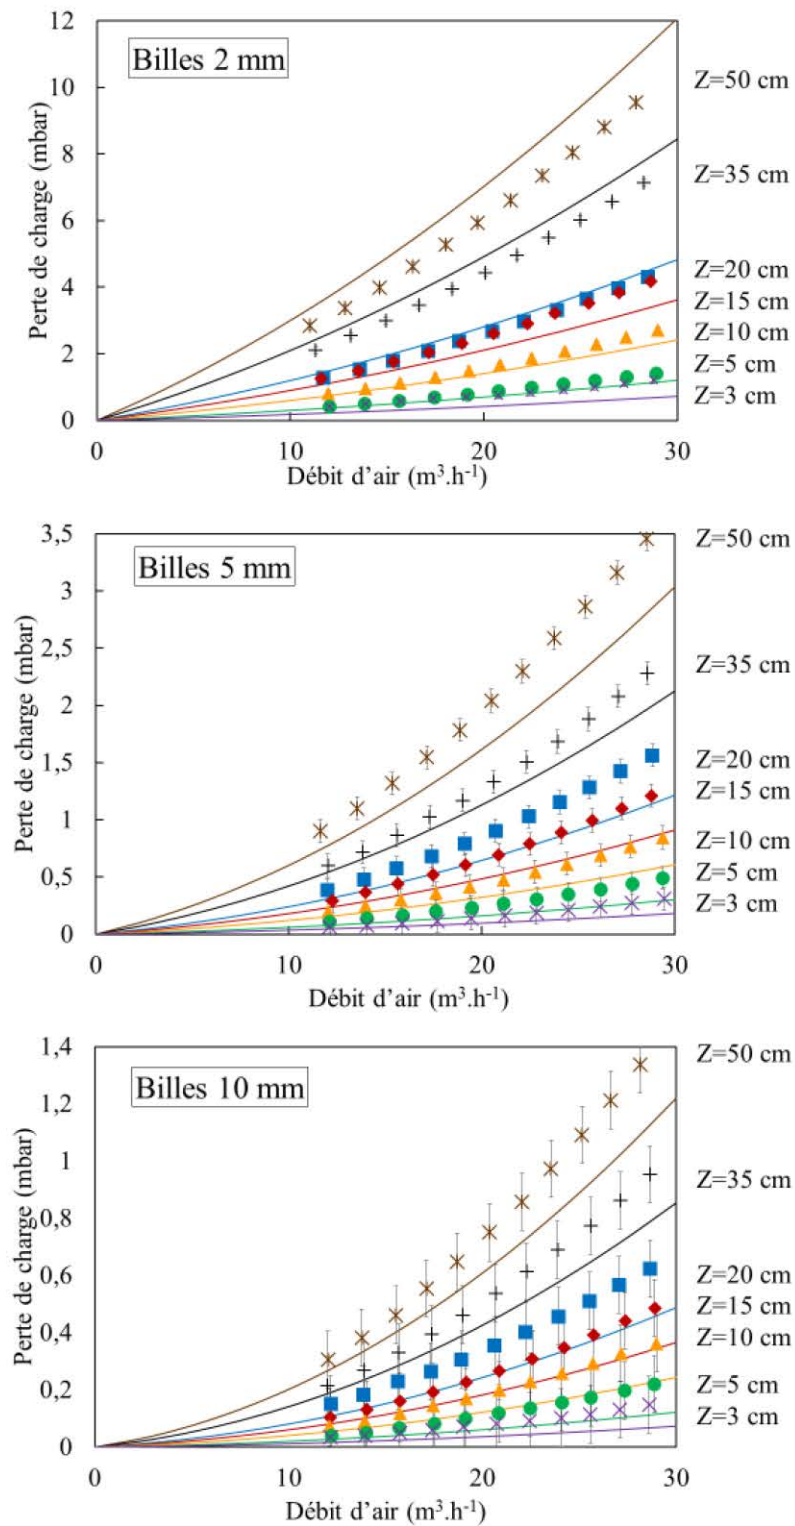 12
Billes 2 mm
10
8
6
4
2
0
Perte de charge (mbar)
0
10
20
30
Débit d'air (m³.h⁻¹)
Z=50 cm
Z=35 cm
Z=20 cm
Z=15 cm
Z=10 cm
Z=5 cm
Z=3 cm
3,5
Billes 5 mm
3
2,5
2
1,5
1
0,5
0
Perte de charge (mbar)
0
10
20
30
Débit d'air (m³.h⁻¹)
Z=50 cm
Z=35 cm
Z=20 cm
Z=15 cm
Z=10 cm
Z=5 cm
Z=3 cm
1,4
Billes 10 mm
1,2
1
0,8
0,6
0,4
0,2
0
Perte de charge (mbar)
0
10
20
30
Débit d'air (m³.h⁻¹)
Z=50 cm
Z=35 cm
Z=20 cm
Z=15 cm
Z=10 cm
Z=5 cm
Z=3 cm